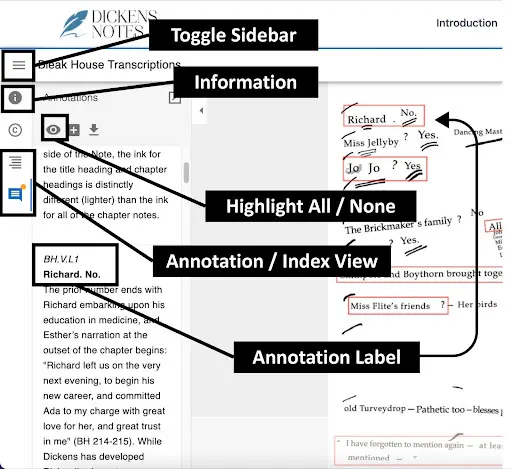 DICKENS
NOTES
Introduction
Toggle Sidebar
Bleak House Transcriptions
Information
Annotations
side of the Note, the ink for
the title heading and chapter
headings is distinctly
different (lighter) than the ink
for all of the chapter notes.
Highlight All / None
Annotation / Index View
BH.V.L1
Richard. No.
The prior number ends with
Richard embarking upon his
education in medicine, and
Esther's narration at the
outset of the chapter begins:
"Richard left us on the very
next evening, to begin his
new career, and committed
Ada to my charge with great
love for her, and great trust
in me" (BH 214-215). While
Dickens has developed
Annotation Label
Richard . No.
Miss Jellyby ? Yes.
Dancing Mast
Jo Jo ? Yes
The Brickmaker's family ? No
All
? Yes.
and Boythorn brought toge
Miss Flite's friends ? – Her birds
old Turveydrop – Pathetic too – blesses
" I have forgotten to mention again – at leas
mentioned – "